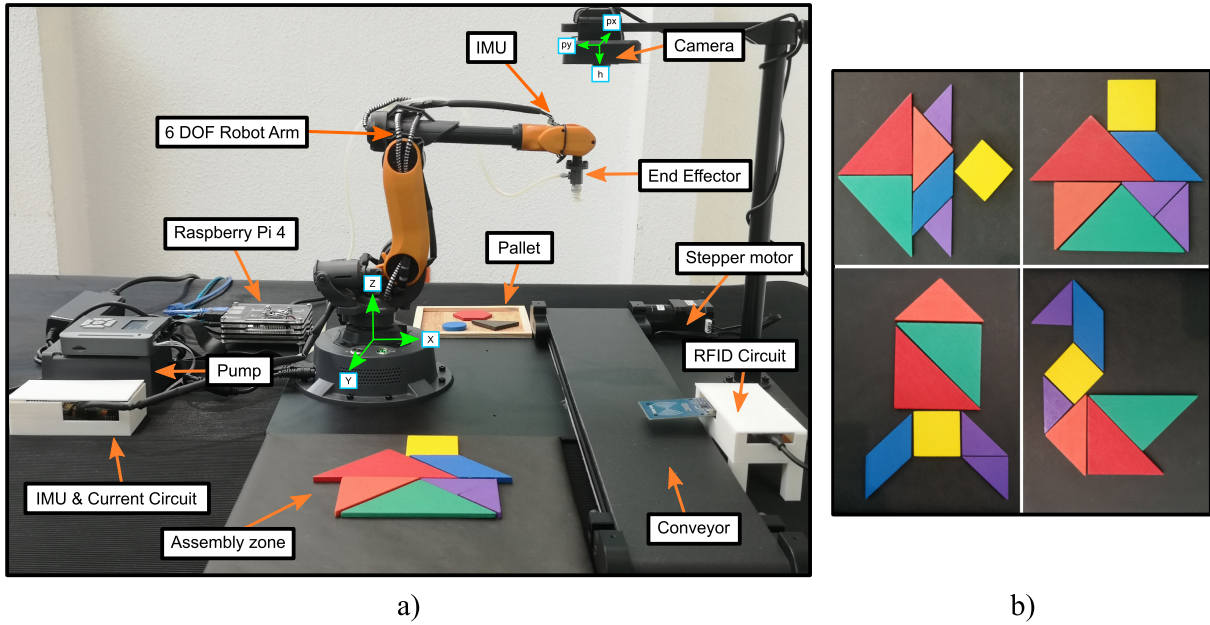 px
py
h
Camera
IMU
6 DOF Robot Arm
End Effector
Raspberry Pi 4
Pallet
Stepper motor
Z
X
Y
RFID Circuit
Pump
IMU & Current Circuit
Assembly zone
Conveyor
a)
b)